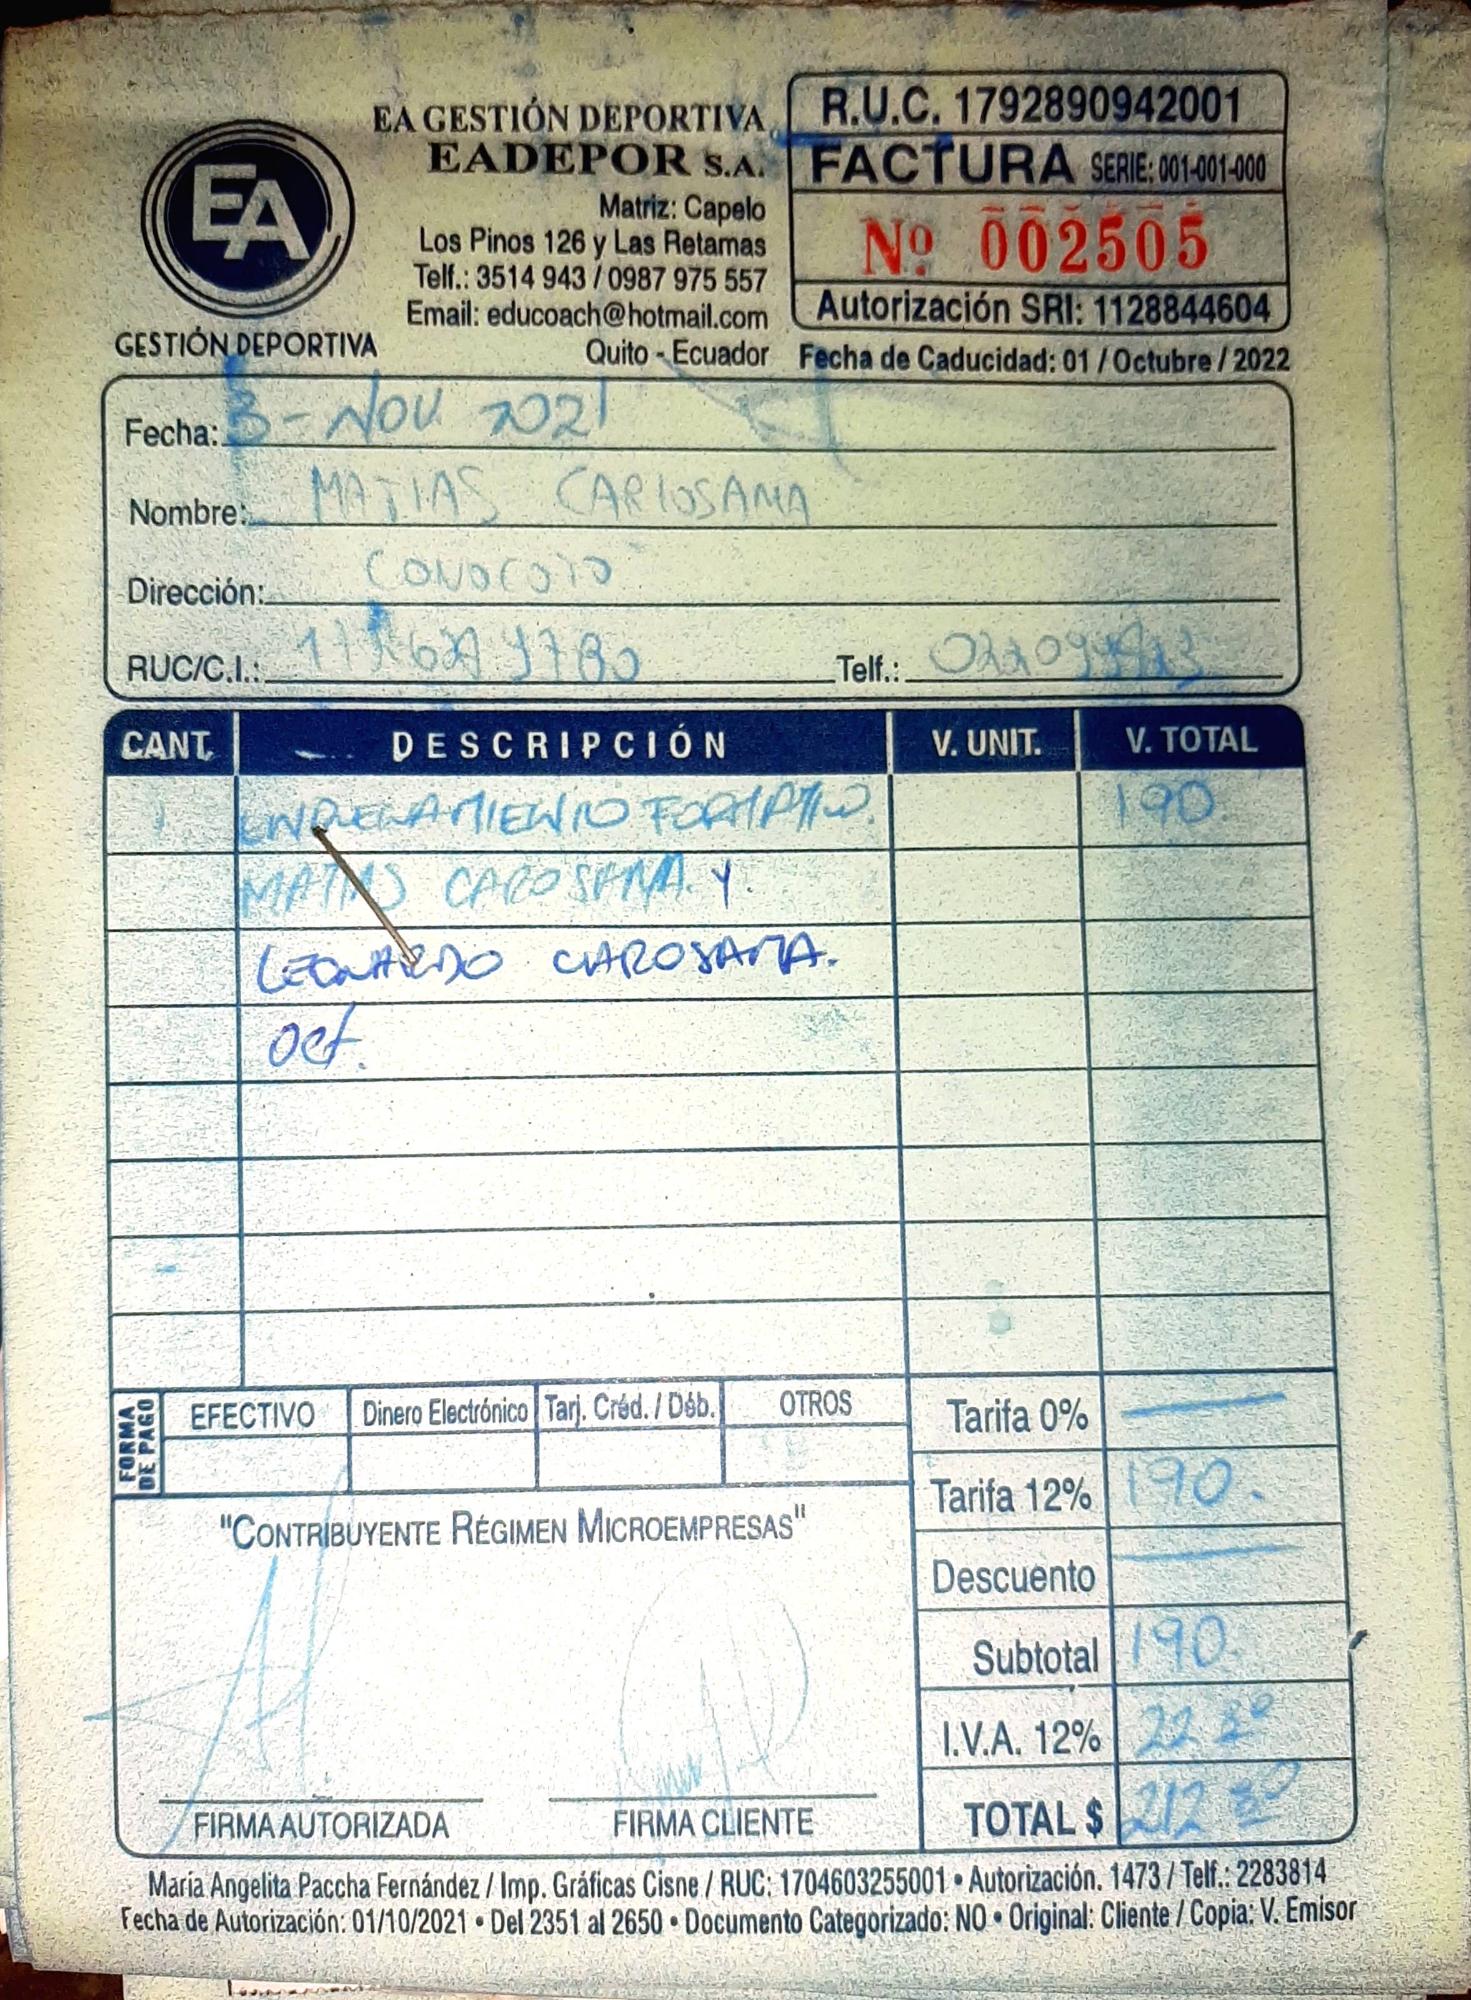 EA GESTIÓN DEPORTIVA
EADEPOR S.A.
Matriz: Capelo
Los Pinos 126 y Las Retamas
Telf.: 3514 943 / 0987 975 557
Email: educoach@hotmail.com
Quito - Ecuador
EA
GESTIÓN DEPORTIVA
R.U.C. 1792890942001
FACTURA SERIE: 001-001-000
Nº 002505
Autorización SRI: 1128844604
Fecha de Caducidad: 01 / Octubre / 2022
Fecha: 3 - NOV 2021
Nombre: MATIAS CARLOSAMA
Dirección: CONOCOTO
RUC/C.I.: Telf.:
CANT. DESCRIPCIÓN V. UNIT. V. TOTAL
1 ENTRENAMIENTO FORMATIVO. 190
MATIAS CAROSAMA. Y.
LEONARDO CAROSAMA.
Oct.
FORMA DE PAGO
EFECTIVO Dinero Electrónico Tarj. Créd. / Déb. OTROS
Tarifa 0% —
Tarifa 12% 190.
Descuento —
Subtotal 190.
I.V.A. 12% 22 80
TOTAL $ 212 80
"CONTRIBUYENTE RÉGIMEN MICROEMPRESAS"
FIRMA AUTORIZADA FIRMA CLIENTE
María Angelita Paccha Fernández / Imp. Gráficas Cisne / RUC: 1704603255001 • Autorización. 1473 / Telf.: 2283814
Fecha de Autorización: 01/10/2021 • Del 2351 al 2650 • Documento Categorizado: NO • Original: Cliente / Copia: V. Emisor